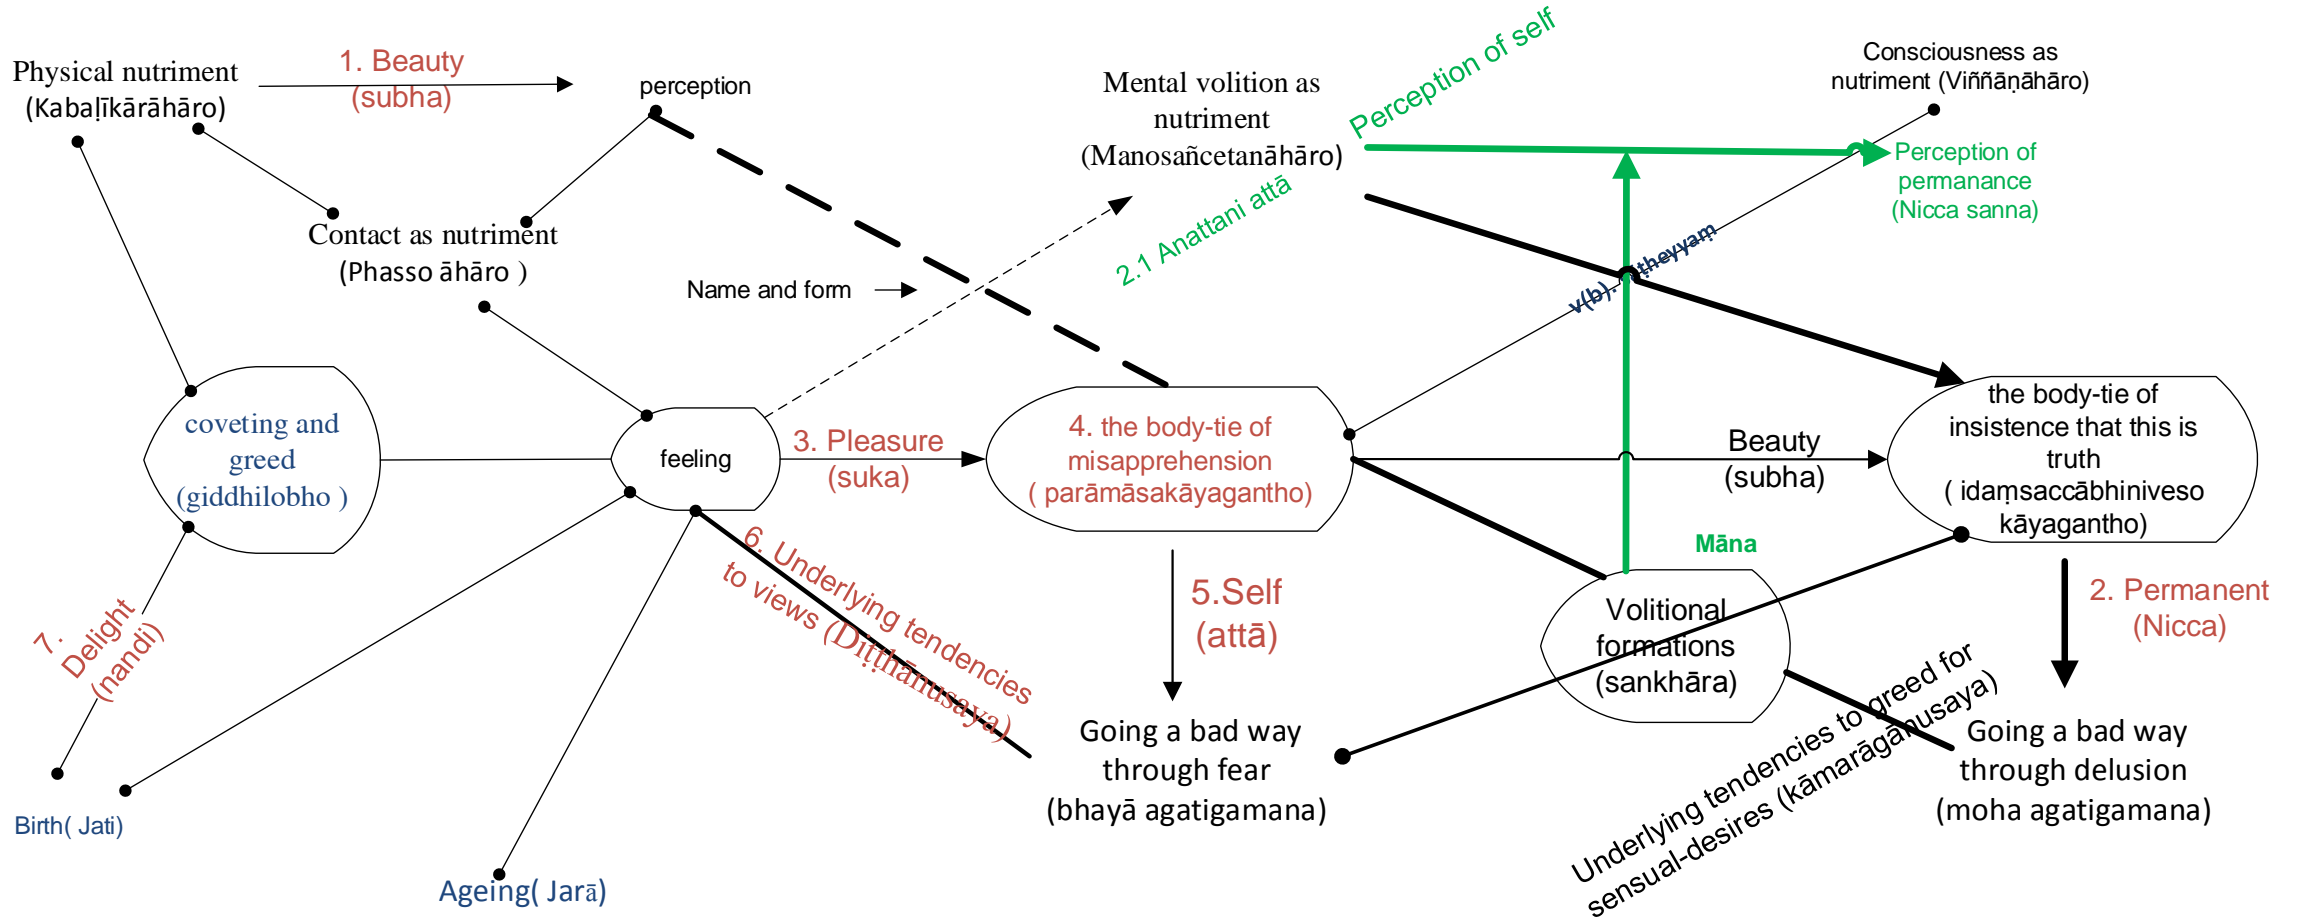 Physical nutriment
(Kabaḷīkārāhāro)
1. Beauty
(subha)
perception
Mental volition as
nutriment
(Manosañcetanāhāro)
Perception of self
Consciousness as
nutriment (Viññāṇāhāro)
Perception of
permanance
(Nicca sanna)
2.1 Anattani attā
Contact as nutriment
(Phasso āhāro )
Name and form
v(b).
ṭheyyaṃ
coveting and
greed
(giddhilobho )
feeling
3. Pleasure
(suka)
4. the body-tie of
misapprehension
( parāmāsakāyagantho)
Beauty
(subha)
the body-tie of
insistence that this is
truth
( idaṃsaccābhiniveso
kāyagantho)
6. Underlying tendencies
to views (Diṭṭhānusaya)
5.Self
(attā)
Māna
Volitional
formations
(sankhāra)
2. Permanent
(Nicca)
7.
Delight
(nandi)
Going a bad way
through fear
(bhayā agatigamana)
Underlying tendencies to greed for
sensual-desires (kāmarāgānusaya)
Going a bad way
through delusion
(moha agatigamana)
Birth( Jati)
Ageing( Jarā)